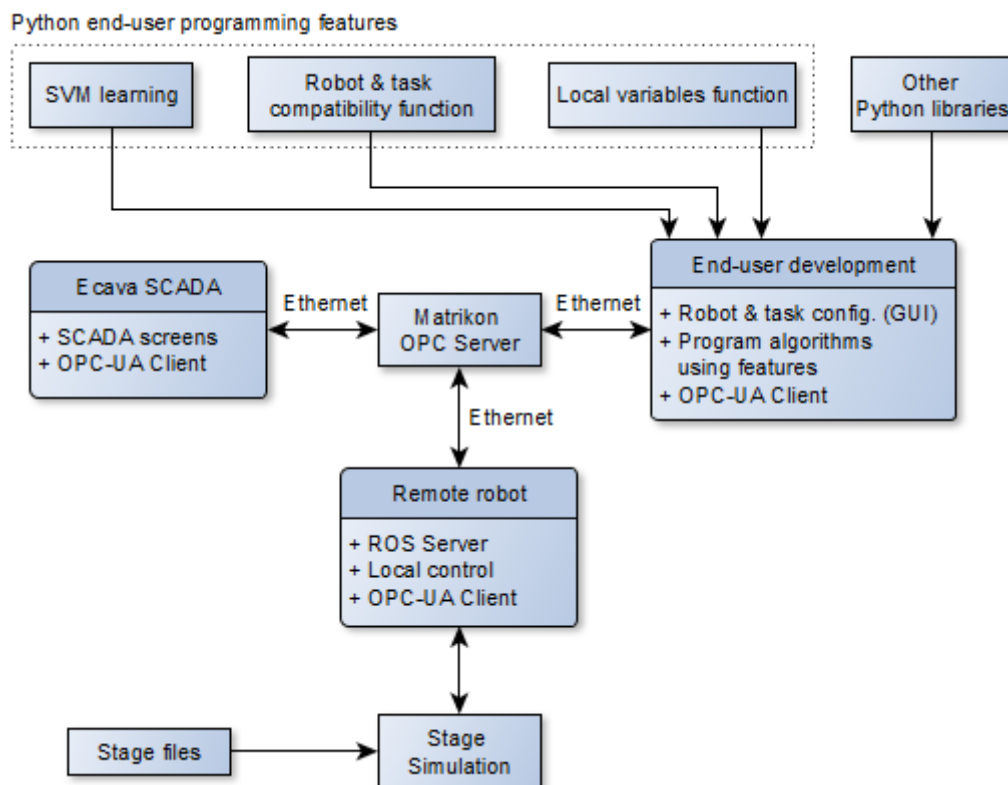 Python end-user programming features
SVM learning
Robot & task
compatibility function
Local variables function
Other
Python libraries
End-user development
+ Robot & task config. (GUI)
+ Program algorithms
using features
+ OPC-UA Client
Ecava SCADA
+ SCADA screens
+ OPC-UA Client
Ethernet
Matrikon
OPC Server
Ethernet
Ethernet
Remote robot
+ ROS Server
+ Local control
+ OPC-UA Client
Stage files
Stage
Simulation